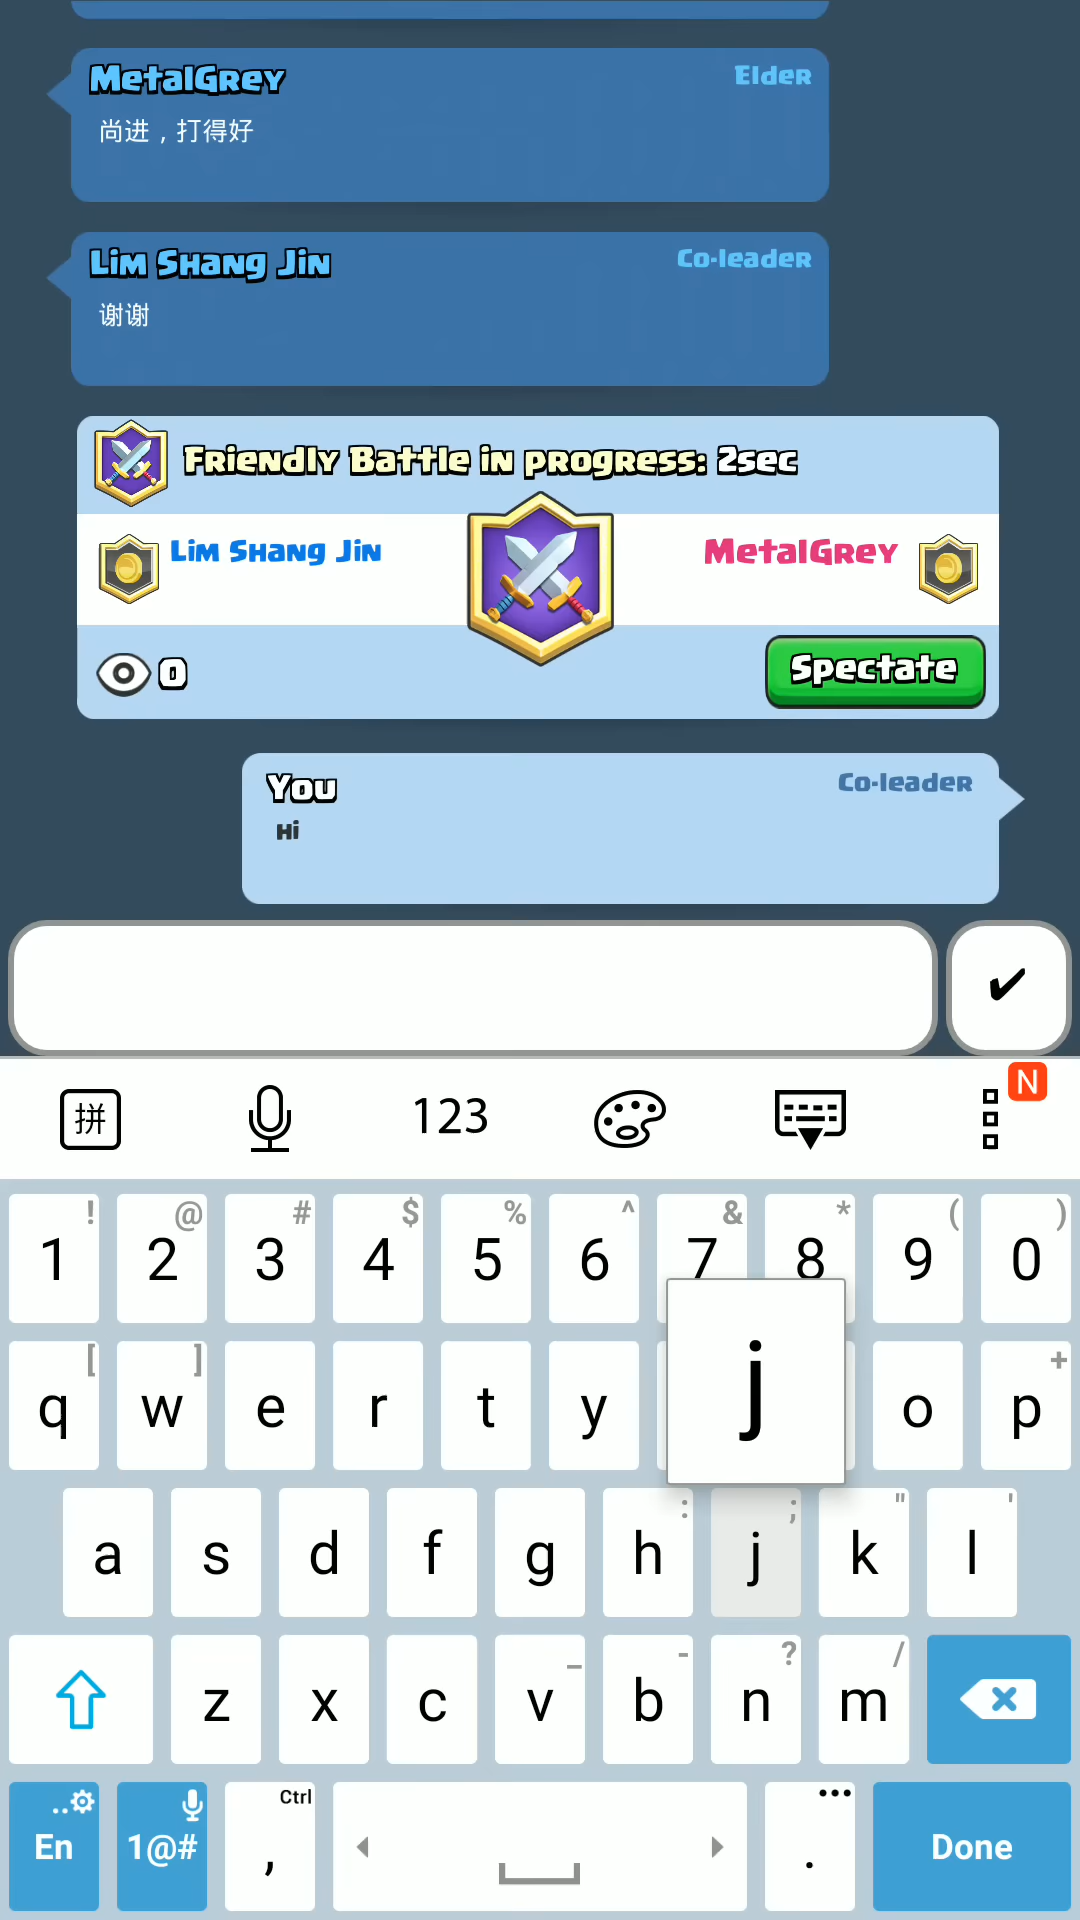 MetalGrey Elder
尚进，打得好
Lim Shang Jin Co-leader
谢谢
Friendly Battle in progress: 2sec
Lim Shang Jin MetalGrey
0 Spectate
You Co-leader
Hi
✔
拼 123 N
! @ # $ % ^ & * ( )
1 2 3 4 5 6 7 8 9 0
[ ] +
q w e r t y j o p
: ; " '
a s d f g h j k l
_ - ? /
z x c v b n m
Ctrl
En 1@# , . Done